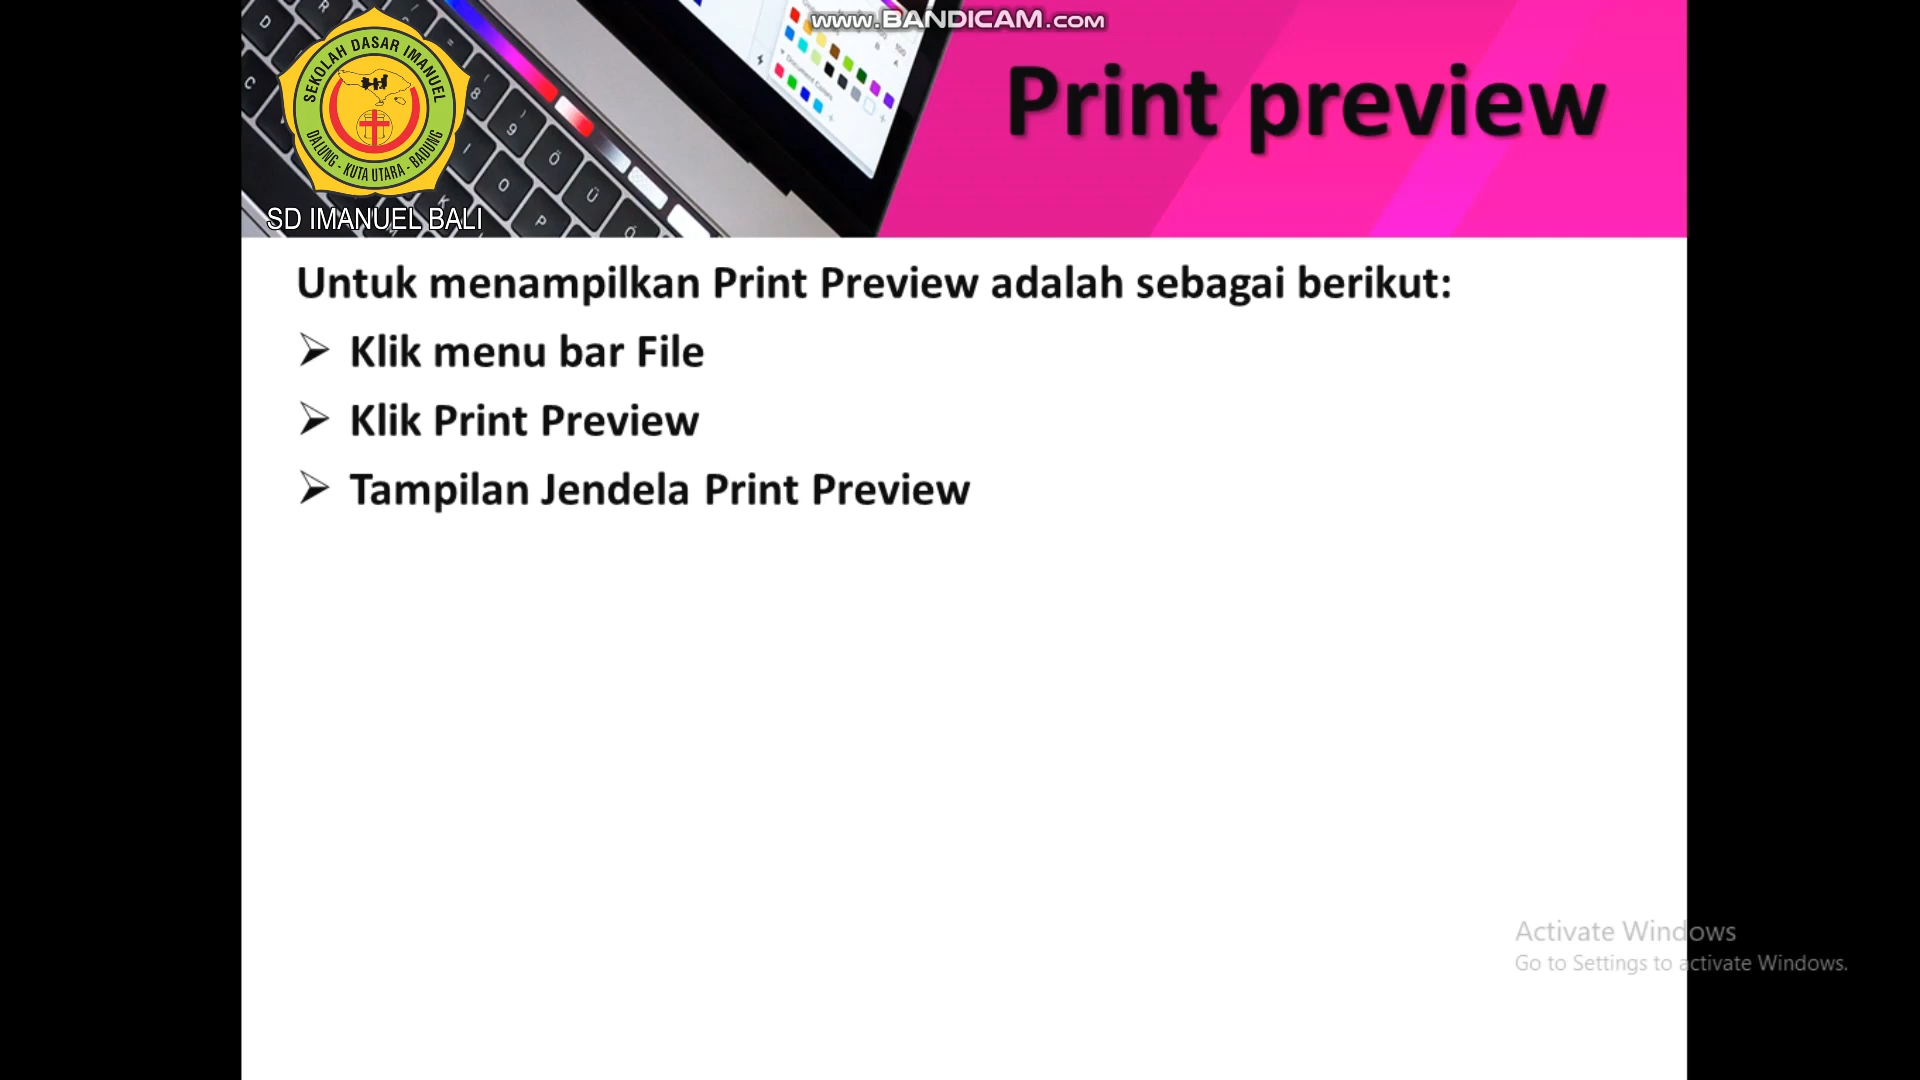 www.BANDICAM.com
SEKOLAH DASAR IMANUEL
DALUNG - KUTA UTARA - BADUNG
SD IMANUEL BALI
Print preview
Untuk menampilkan Print Preview adalah sebagai berikut:
Klik menu bar File
Klik Print Preview
Tampilan Jendela Print Preview
Activate Windows
Go to Settings to activate Windows.